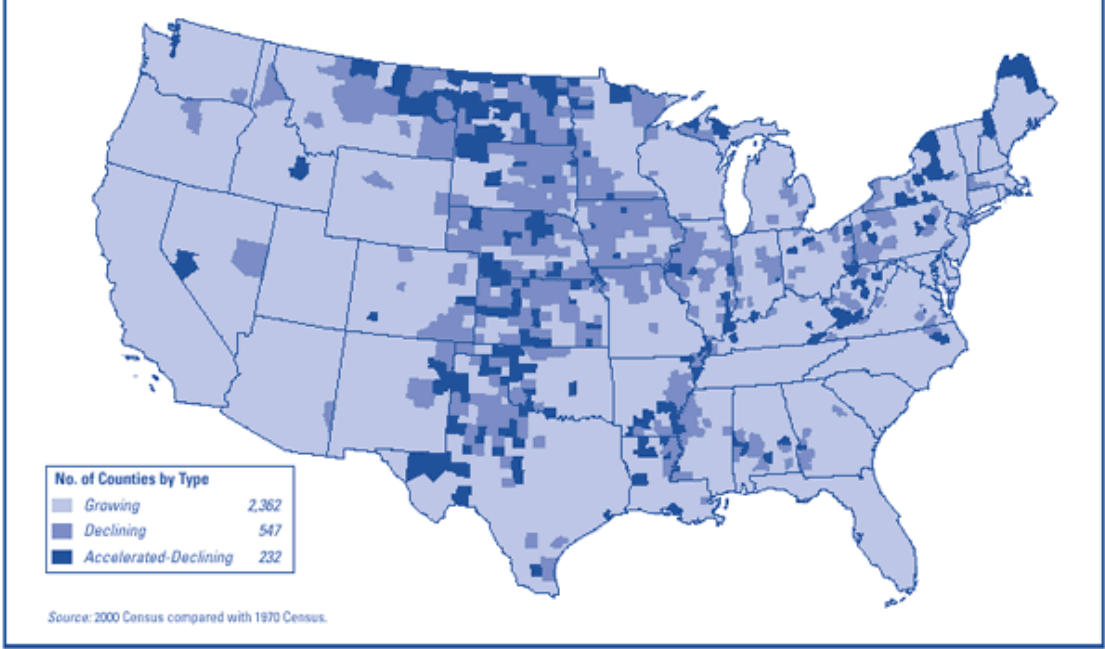 No. of Counties by Type
Growing 2,362
Declining 547
Accelerated-Declining 232
Source: 2000 Census compared with 1970 Census.